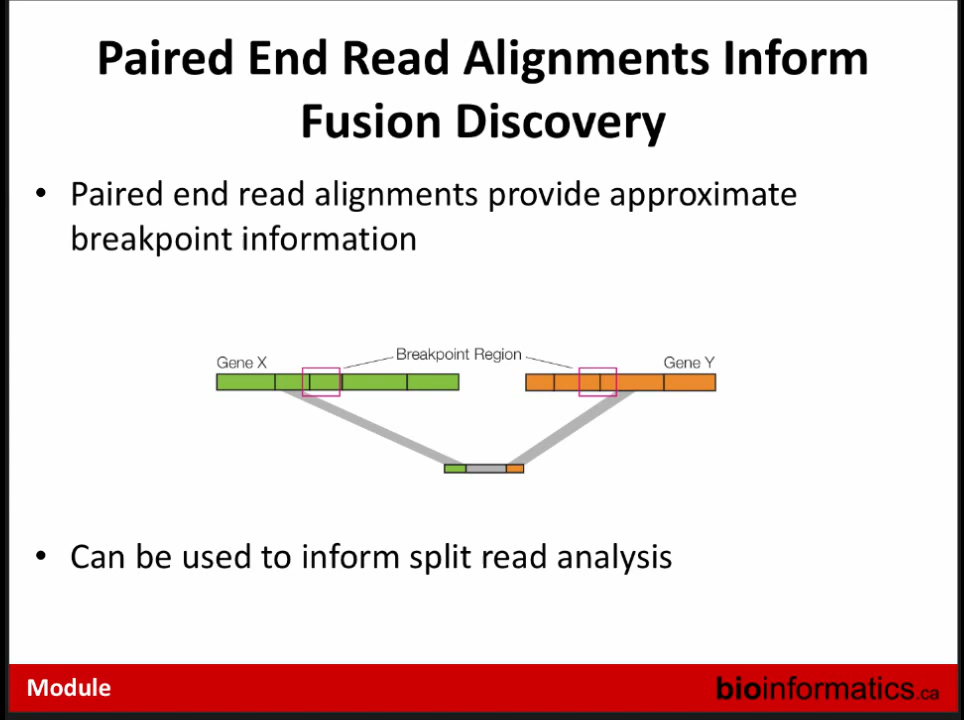 Paired End Read Alignments Inform
Fusion Discovery
• Paired end read alignments provide approximate
breakpoint information
Gene X
Breakpoint Region
Gene Y
• Can be used to inform split read analysis
Module
bioinformatics.ca